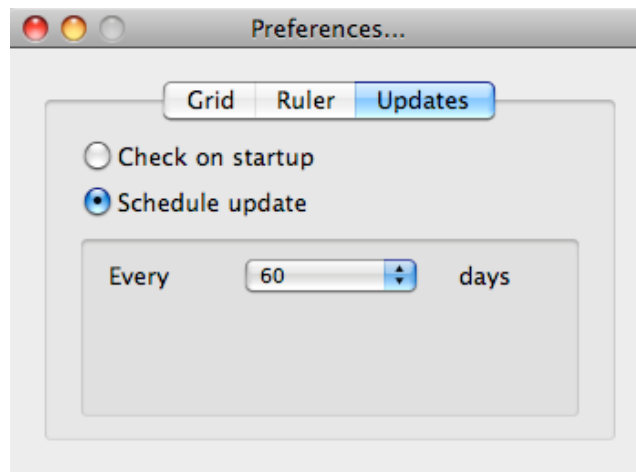 Preferences...
Grid Ruler Updates
Check on startup
Schedule update
Every 60 days